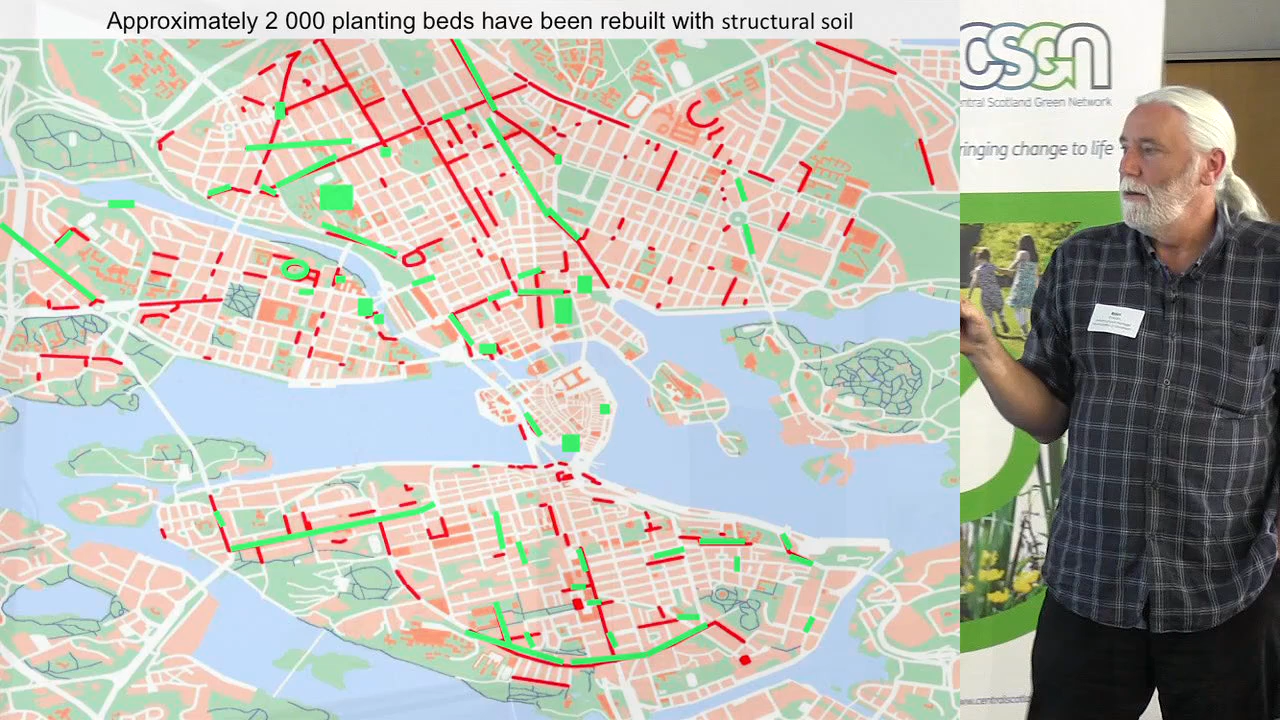 Approximately 2 000 planting beds have been rebuilt with structural soil
csgn
entral Scotland Green Network
ringing change to life